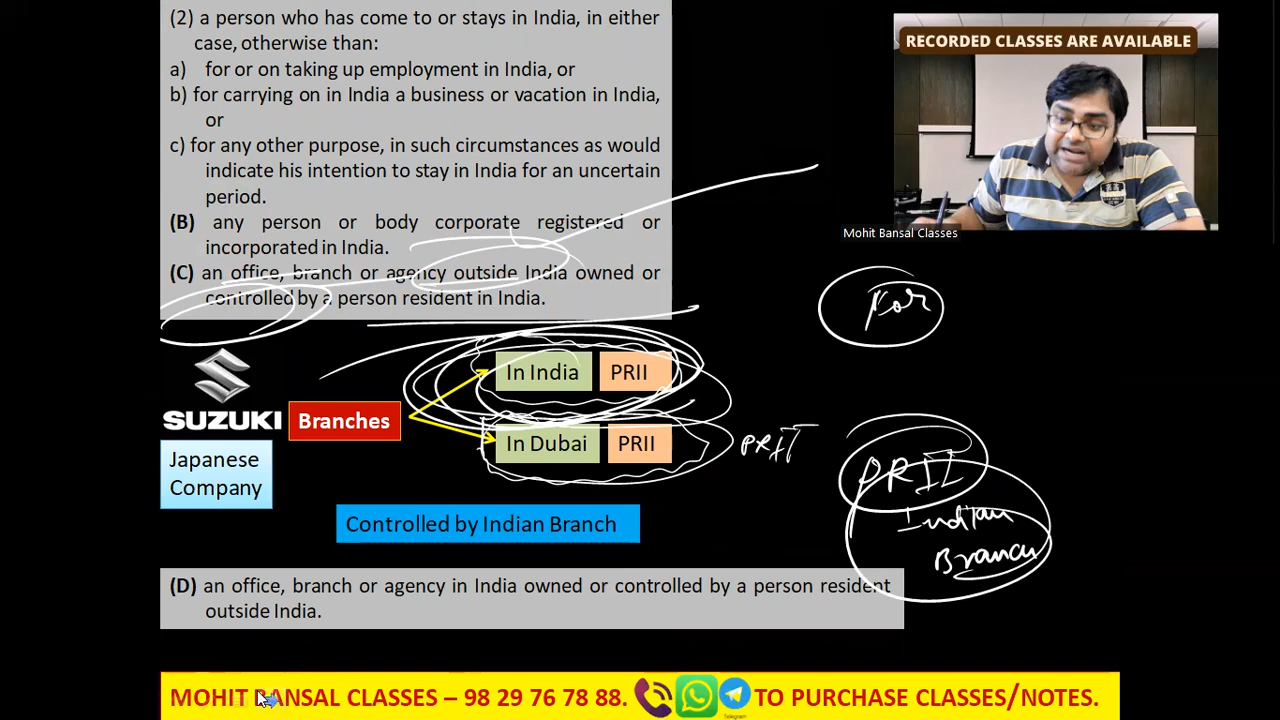 (2) a person who has come to or stays in India, in either
case, otherwise than:
a) for or on taking up employment in India, or
b) for carrying on in India a business or vacation in India,
or
c) for any other purpose, in such circumstances as would
indicate his intention to stay in India for an uncertain
period.
(B) any person or body corporate registered or
incorporated in India.
(C) an office, branch or agency outside India owned or
controlled by a person resident in India.
RECORDED CLASSES ARE AVAILABLE
Mohit Bansal Classes
For
In India PRII
SUZUKI
Branches
In Dubai PRII
PRII
PRII
Indian
Branch
Japanese
Company
Controlled by Indian Branch
(D) an office, branch or agency in India owned or controlled by a person resident
outside India.
MOHIT BANSAL CLASSES – 98 29 76 78 88. TO PURCHASE CLASSES/NOTES.
Telegram